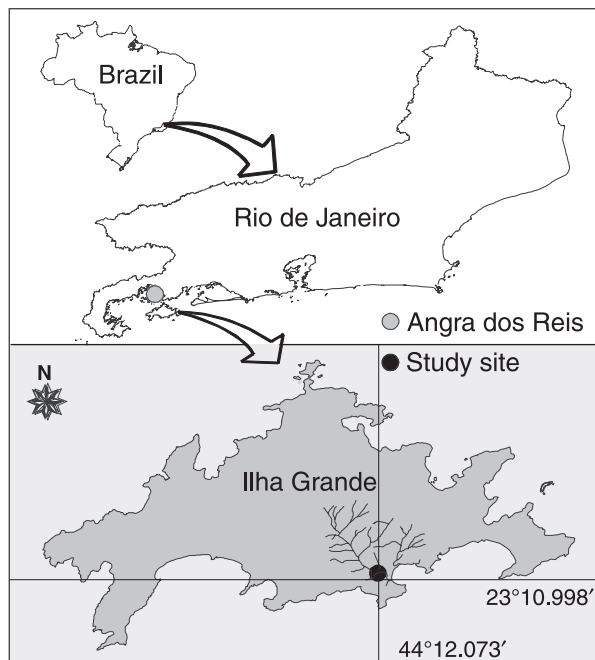 Brazil
Rio de Janeiro
Angra dos Reis
Study site
N
Ilha Grande
23°10.998′
44°12.073′